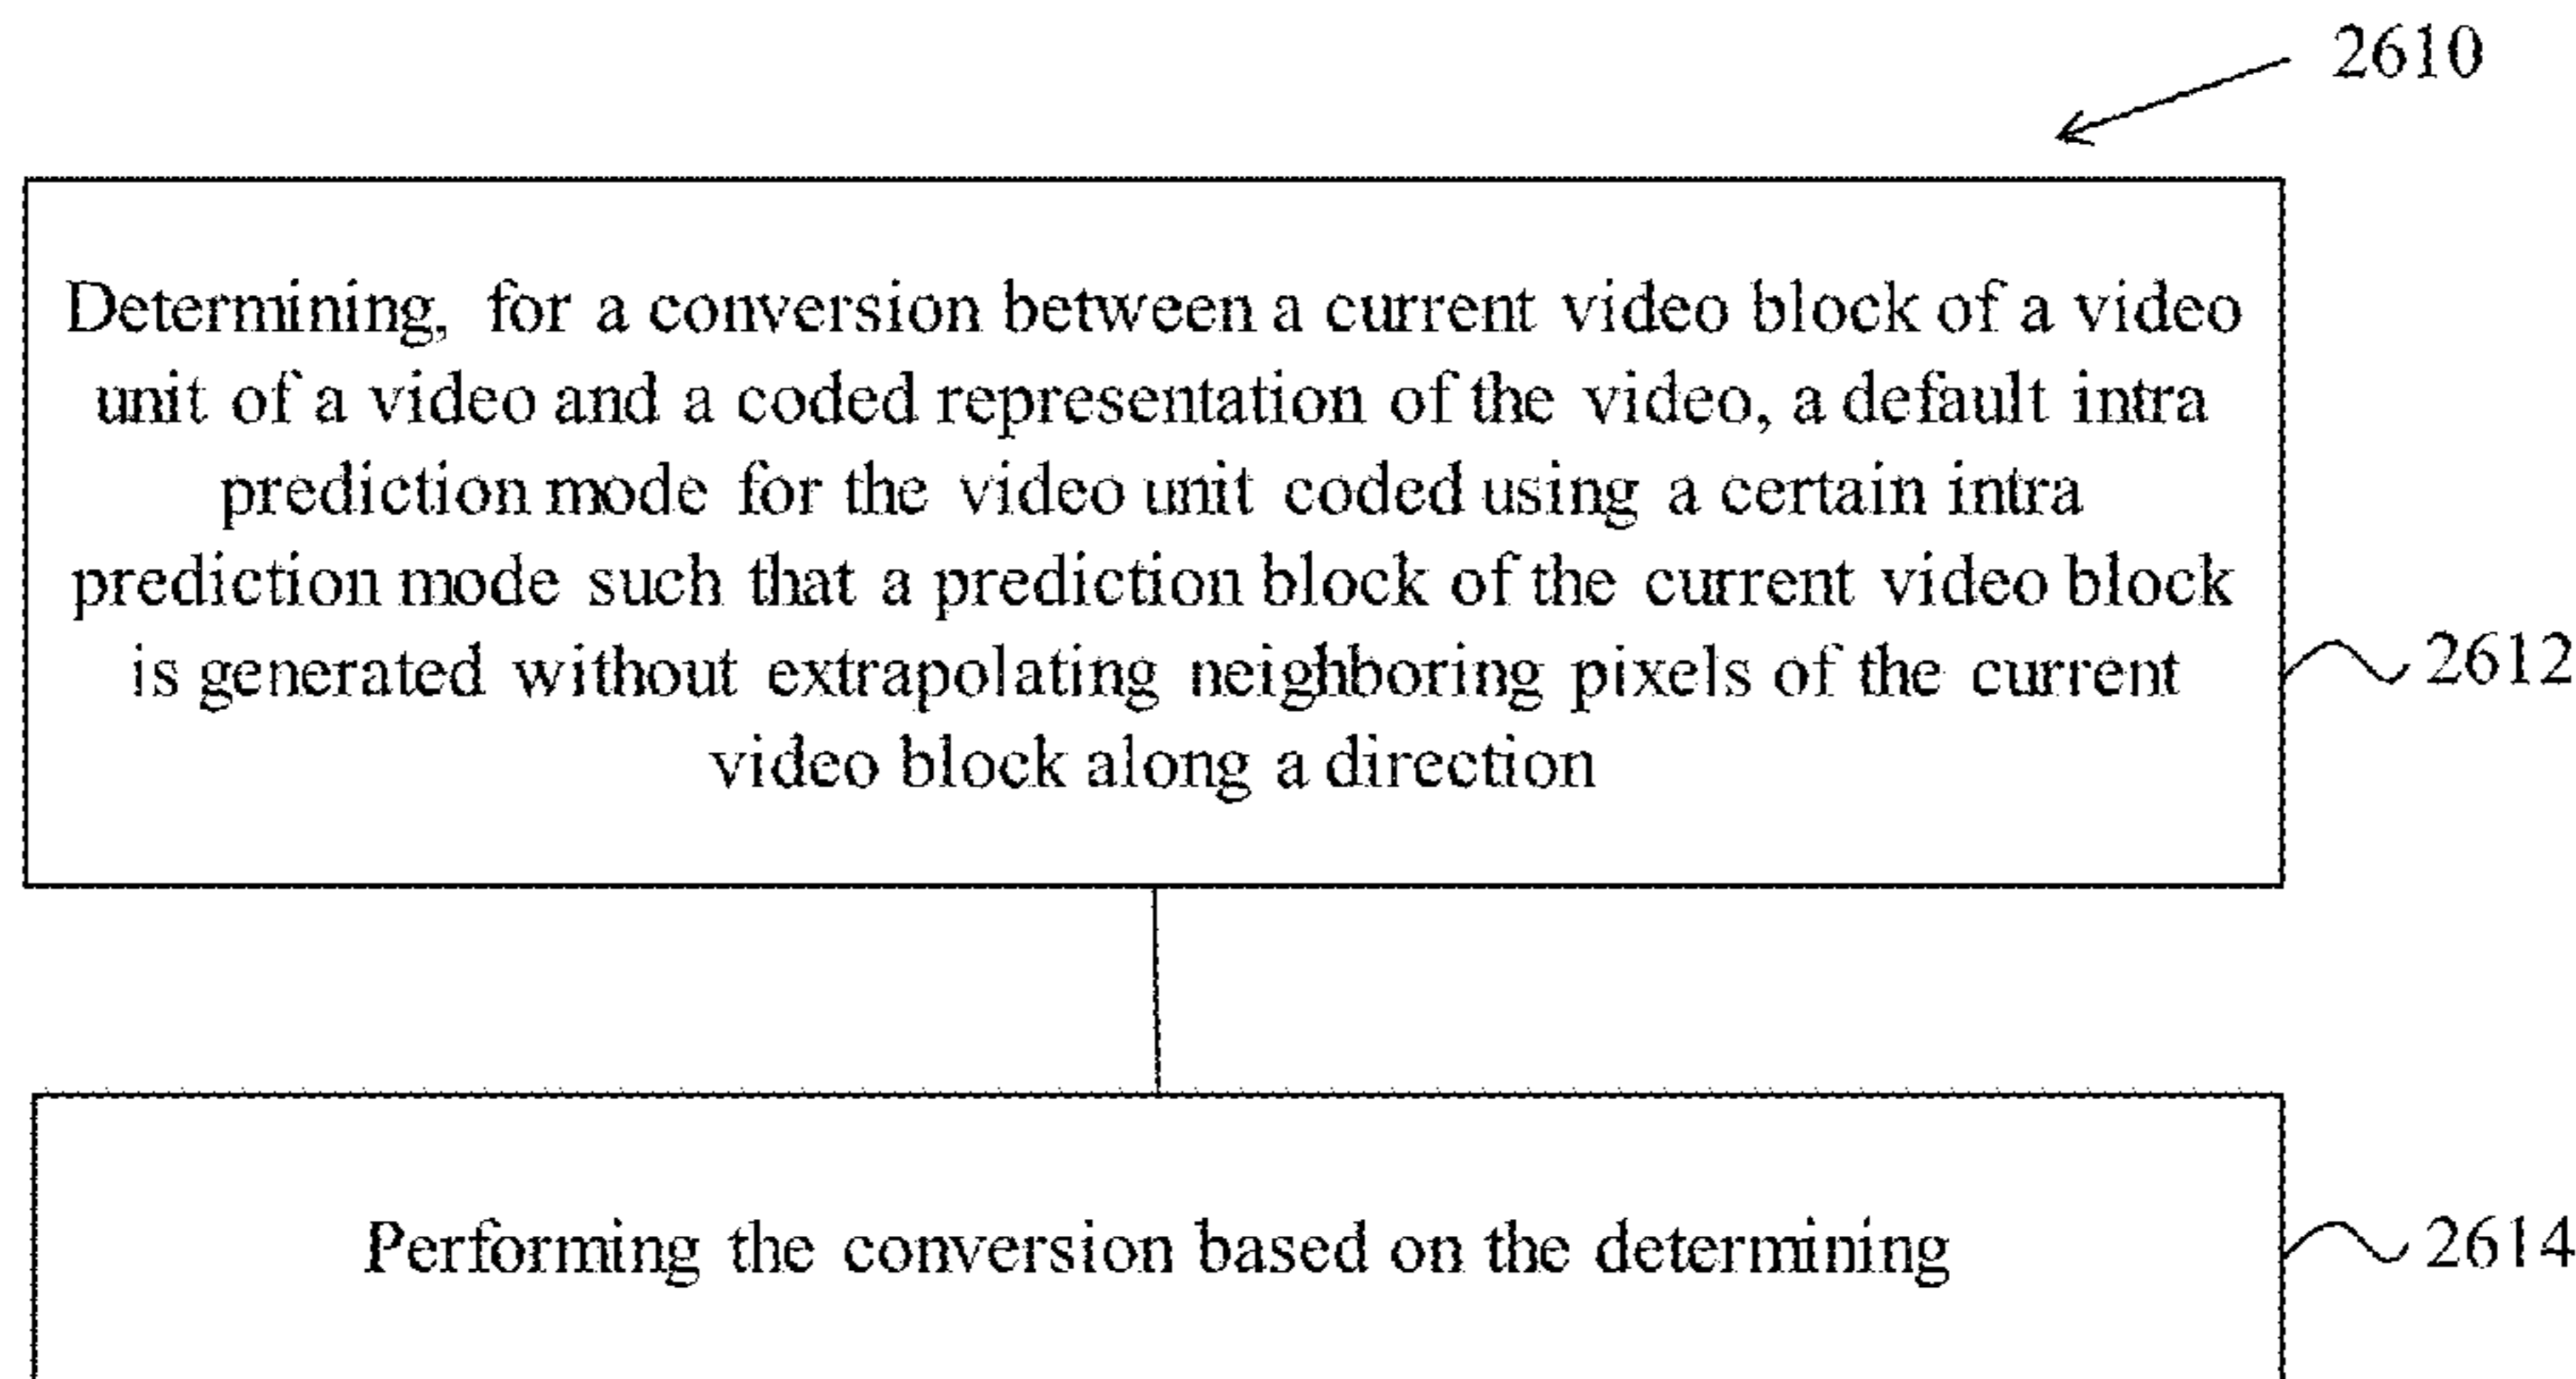 2610
Determining, for a conversion between a current video block of a video
unit of a video and a coded representation of the video, a default intra
prediction mode for the video unit coded using a certain intra
prediction mode such that a prediction block of the current video block
is generated without extrapolating neighboring pixels of the current
video block along a direction
2612
Performing the conversion based on the determining
2614